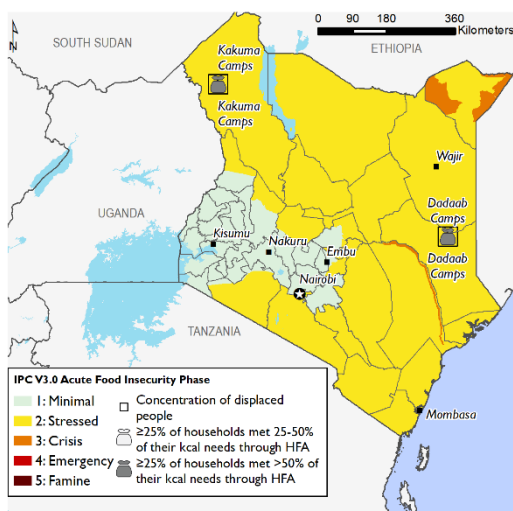 N
0 90 180 360
Kilometers
SOUTH SUDAN
ETHIOPIA
Kakuma
Camps
Kakuma
Camps
Wajir
UGANDA
Dadaab
Camps
Dadaab
Camps
Kisumu
Nakuru
Embu
Nairobi
TANZANIA
Mombasa
IPC V3.0 Acute Food Insecurity Phase
1: Minimal
2: Stressed
3: Crisis
4: Emergency
5: Famine
Concentration of displaced
people
≥25% of households met 25-50%
of their kcal needs through HFA
≥25% of households met >50% of
their kcal needs through HFA